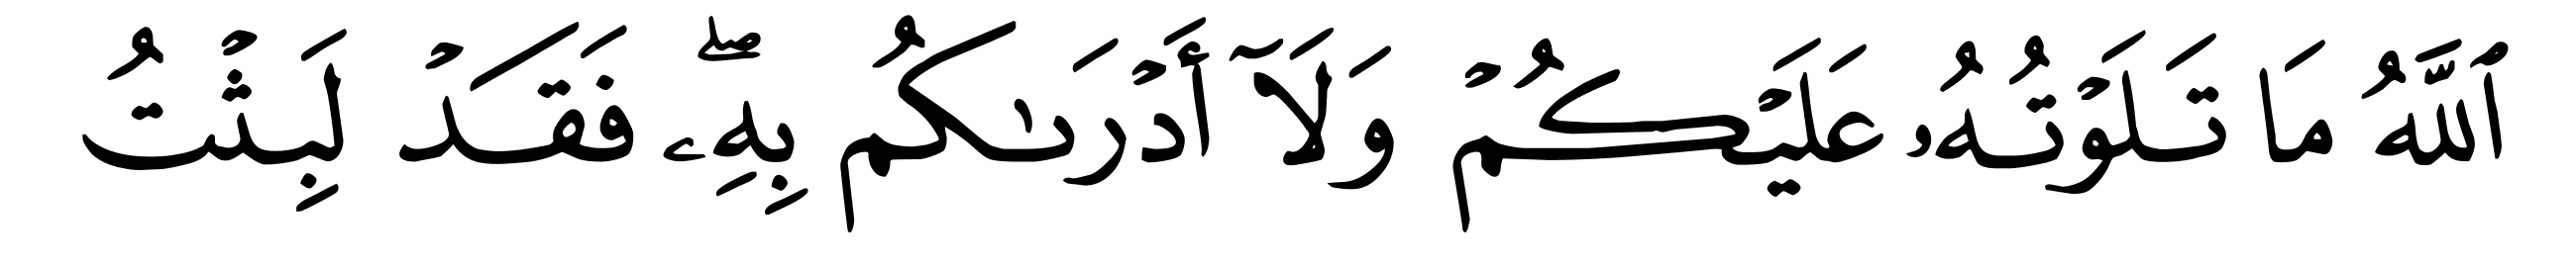 ٱللَّهُ مَا تَلَوْتُهُۥ عَلَيْكُمْ وَلَآ أَدْرَىٰكُم بِهِۦۖ فَقَدْ لَبِثْتُ